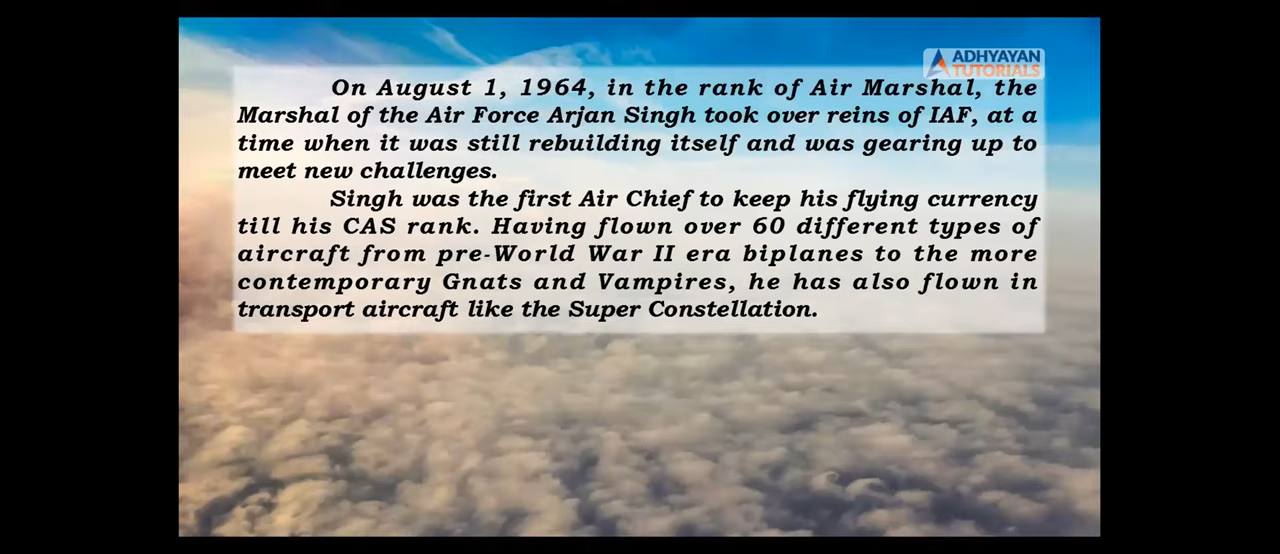 ADHYAYAN
TUTORIALS
On August 1, 1964, in the rank of Air Marshal, the
Marshal of the Air Force Arjan Singh took over reins of IAF, at a
time when it was still rebuilding itself and was gearing up to
meet new challenges.
Singh was the first Air Chief to keep his flying currency
till his CAS rank. Having flown over 60 different types of
aircraft from pre-World War II era biplanes to the more
contemporary Gnats and Vampires, he has also flown in
transport aircraft like the Super Constellation.